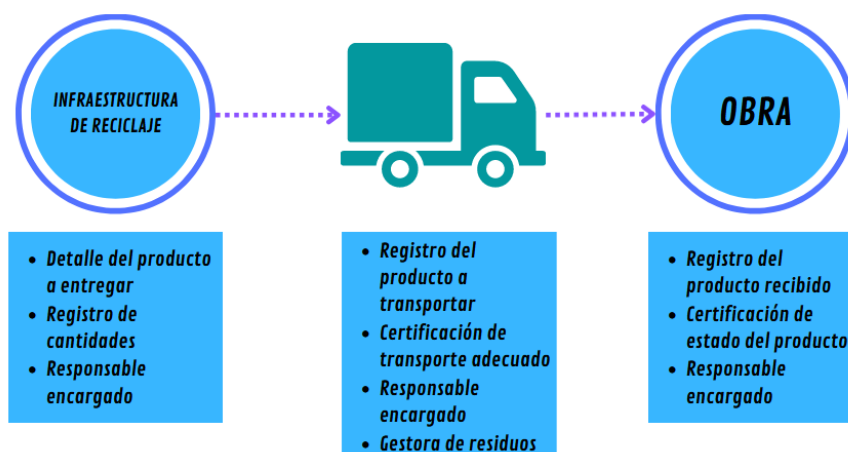 INFRAESTRUCTURA
DE RECICLAJE
OBRA
• Detalle del producto
a entregar
• Registro de
cantidades
• Responsable
encargado
• Registro del
producto a
transportar
• Certificación de
transporte adecuado
• Responsable
encargado
• Gestora de residuos
• Registro del
producto recibido
• Certificación de
estado del producto
• Responsable
encargado